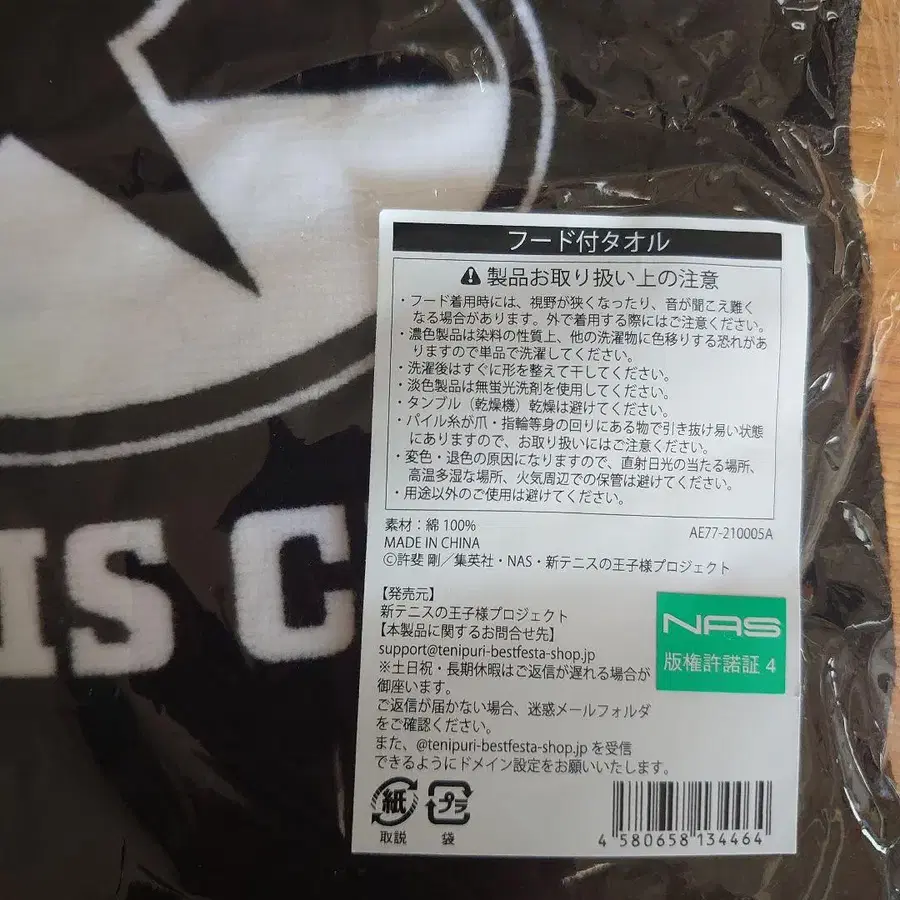 IS C
フード付タオル
製品お取り扱い上の注意
・フード着用時には、視野が狭くなったり、音が聞こえ難く
なる場合があります。外で着用する際にはご注意ください。
・濃色製品は染料の性質上、他の洗濯物に色移りする恐れがあ
りますので単品で洗濯してください。
・洗濯後はすぐに形を整えて干してください。
・淡色製品は無蛍光洗剤を使用してください。
・タンブル（乾燥機）乾燥は避けてください。
・パイル糸が爪・指輪等身の回りにある物で引き抜け易い状態
にありますので、お取り扱いにはご注意ください。
・変色・退色の原因になりますので、直射日光の当たる場所、
高温多湿な場所、火気周辺での保管は避けてください。
・用途以外のご使用は避けてください。
素材：綿 100%
AE77-210005A
MADE IN CHINA
©許斐 剛／集英社・NAS・新テニスの王子様プロジェクト
【発売元】
新テニスの王子様プロジェクト
【本製品に関するお問合せ先】
support@tenipuri-bestfesta-shop.jp
※土日祝・長期休暇はご返信が遅れる場合が
御座います。
ご返信が届かない場合、迷惑メールフォルダ
をご確認ください。
また、@tenipuri-bestfesta-shop.jp を受信
できるようにドメイン設定をお願いいたします。
NAS
版権許諾証 4
紙
取説
プラ
袋
4 580658 134464